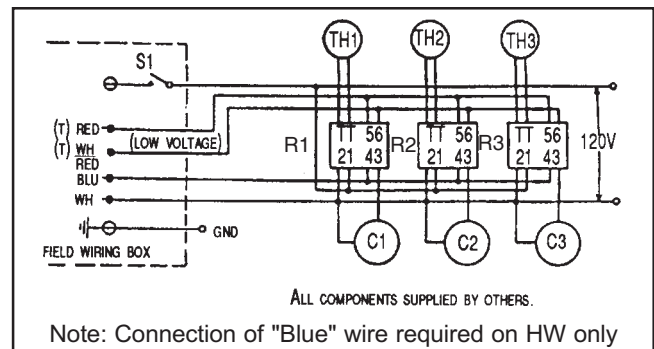 TH1 TH2 TH3
S1
(T) RED
(T) WH
(LOW VOLTAGE)
RED
BLU
WH
R1 TT 56 21 43
R2 TT 56 21 43
R3 TT 56 21 43
120V
C1 C2 C3
GND
FIELD WIRING BOX
ALL COMPONENTS SUPPLIED BY OTHERS.
Note: Connection of "Blue" wire required on HW only